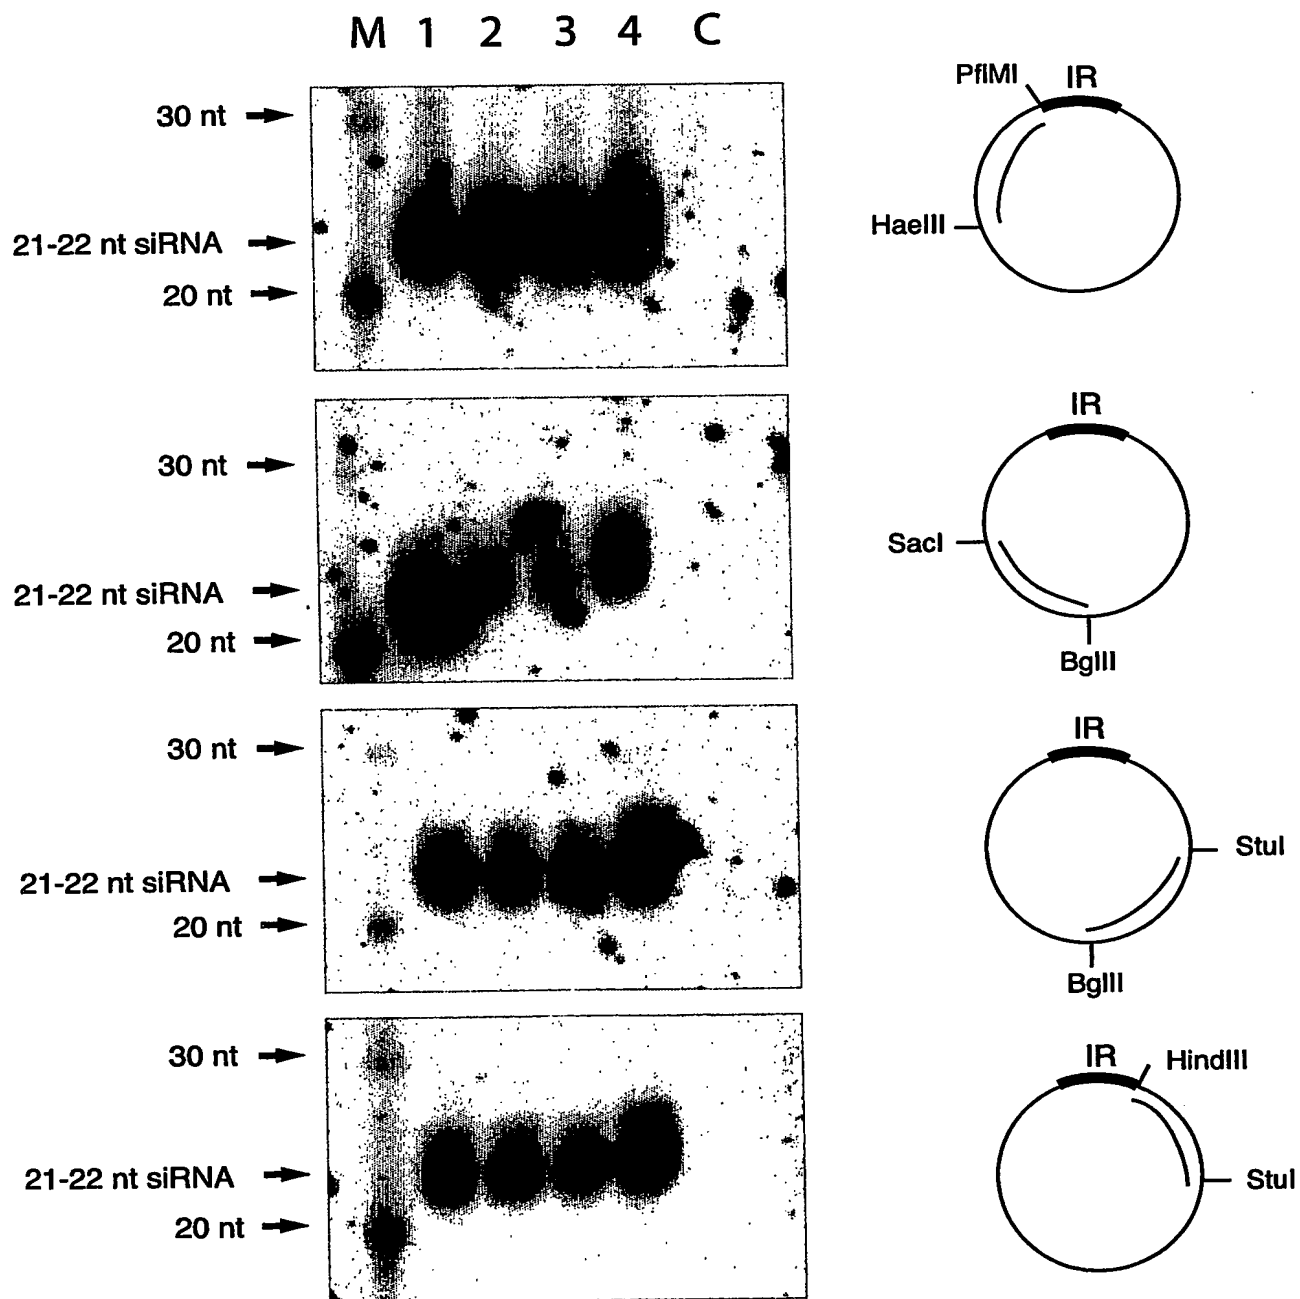 M 1 2 3 4 C
30 nt
21-22 nt siRNA
20 nt
PflMI IR
HaeIII
30 nt
21-22 nt siRNA
20 nt
IR
SacI
BglII
30 nt
21-22 nt siRNA
20 nt
IR
StuI
BglII
30 nt
21-22 nt siRNA
20 nt
IR HindIII
StuI